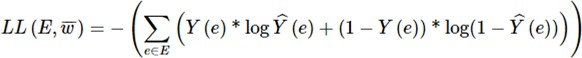 LL (E, w̅) = − (∑e∈E (Y (e) * log Ŷ (e) + (1 − Y (e)) * log(1 − Ŷ (e))))